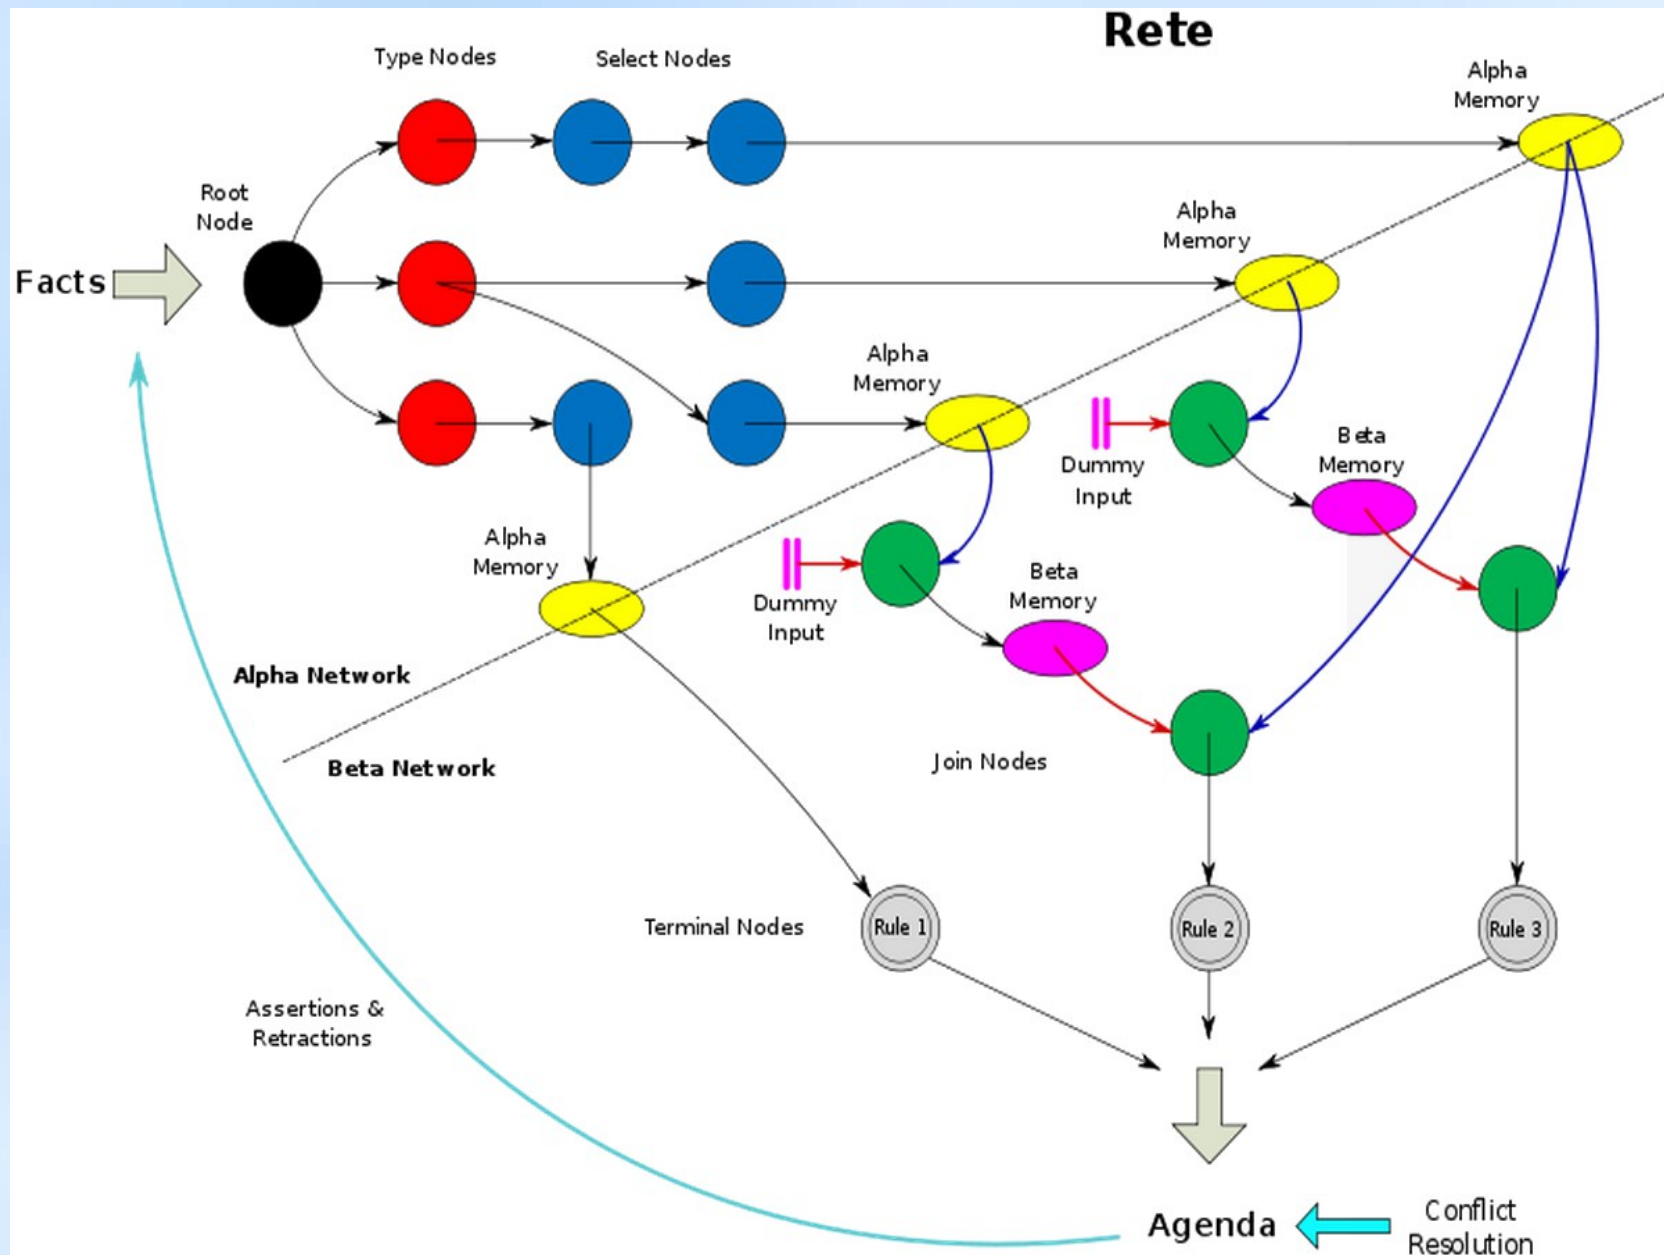 Rete
Type Nodes
Select Nodes
Alpha
Memory
Root
Node
Alpha
Memory
Facts
Alpha
Memory
Dummy
Input
Beta
Memory
Alpha
Memory
Dummy
Input
Beta
Memory
Alpha Network
Beta Network
Join Nodes
Terminal Nodes
Rule 1
Rule 2
Rule 3
Assertions &
Retractions
Agenda
Conflict
Resolution